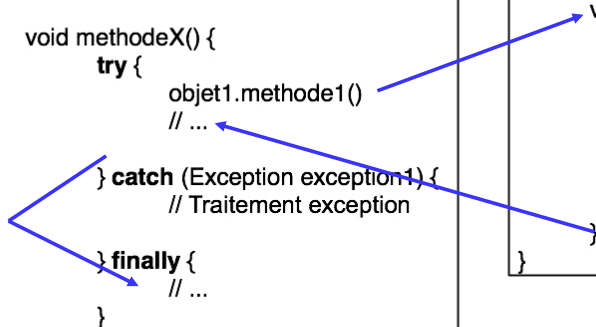 void methodeX() {
try {
objet1.methode1()
// ...
} catch (Exception exception1) {
// Traitement exception
} finally {
// ...
}
}
}